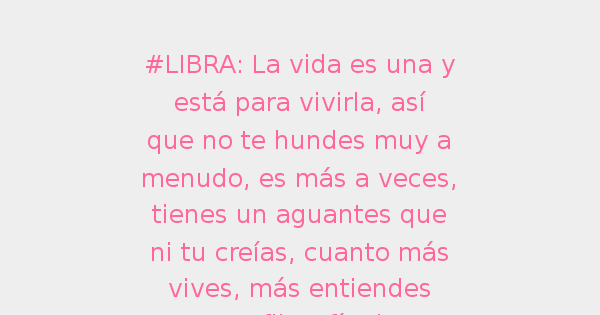 #LIBRA: La vida es una y
está para vivirla, así
que no te hundes muy a
menudo, es más a veces,
tienes un aguantes que
ni tu creías, cuanto más
vives, más entiendes